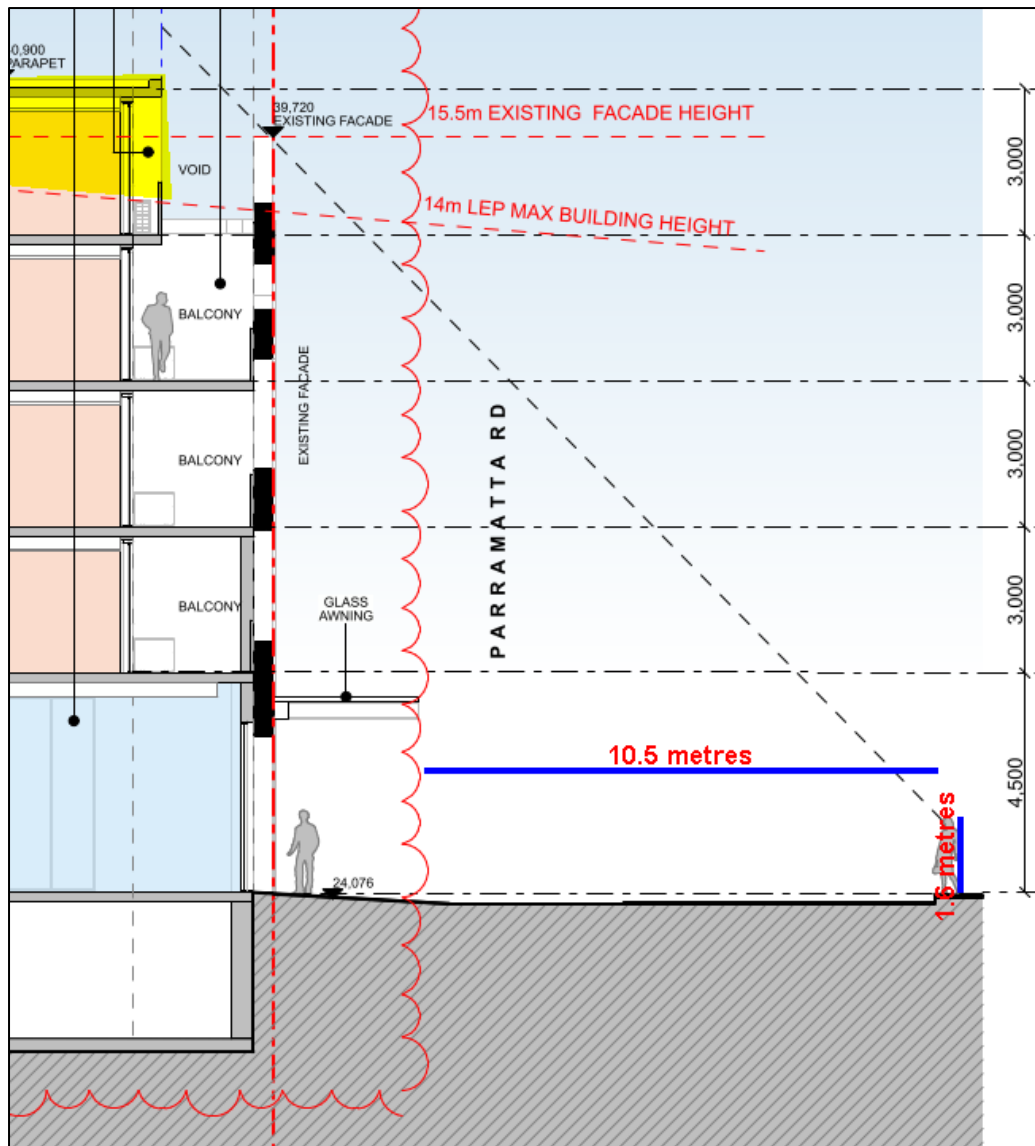 0,900
PARAPET
39,720
EXISTING FACADE
15.5m EXISTING FACADE HEIGHT
3.000
VOID
14m LEP MAX BUILDING HEIGHT
BALCONY
3.000
EXISTING FACADE
PARRAMATTA RD
BALCONY
3.000
GLASS
AWNING
BALCONY
3.000
10.5 metres
4,500
1.6 metres
24,076